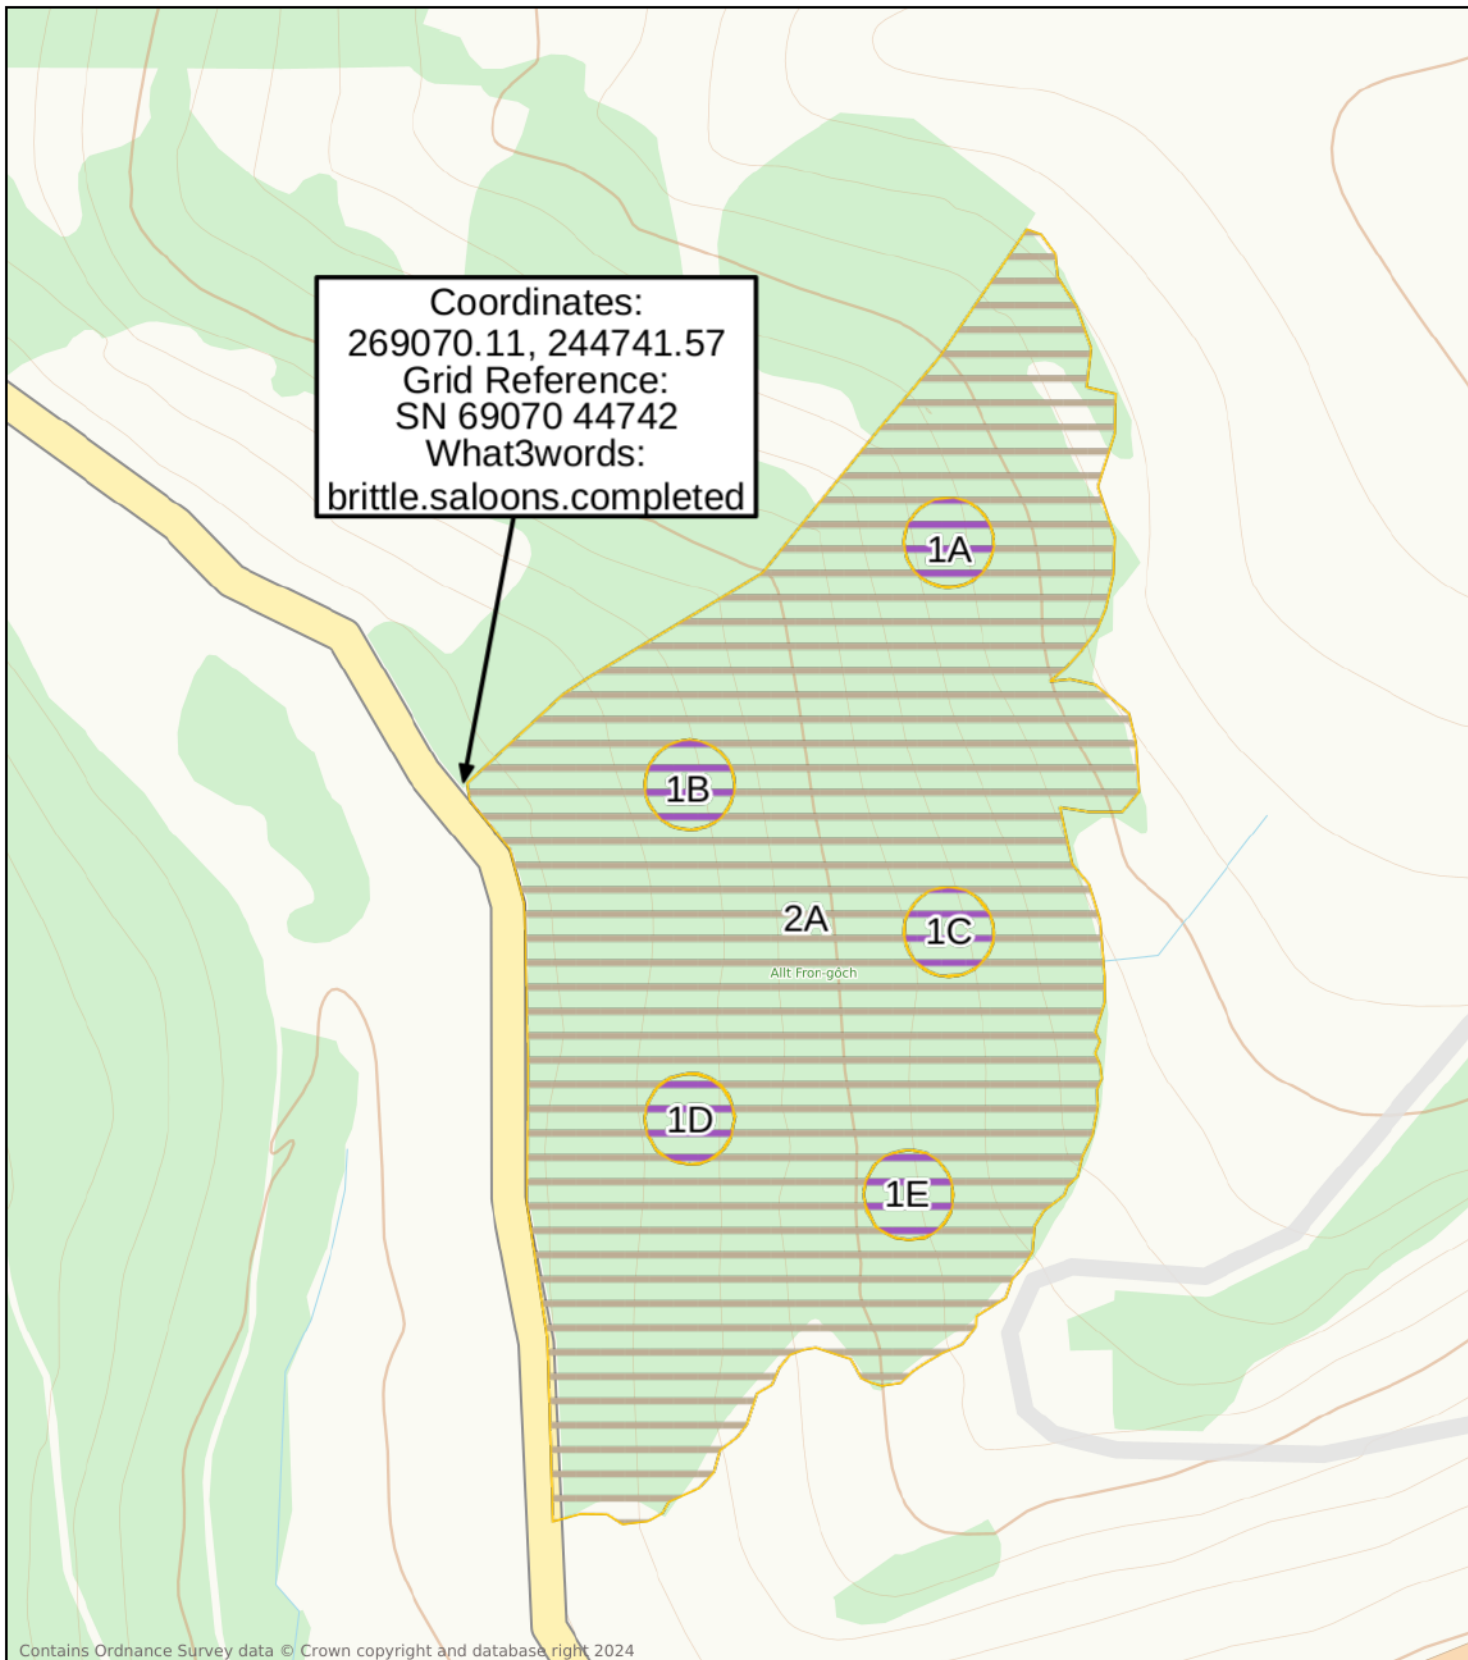 Coordinates:
269070.11, 244741.57
Grid Reference:
SN 69070 44742
What3words:
brittle.saloons.completed
1A
1B
2A
1C
Allt Fron-gôch
1D
1E
Contains Ordnance Survey data © Crown copyright and database right 2024